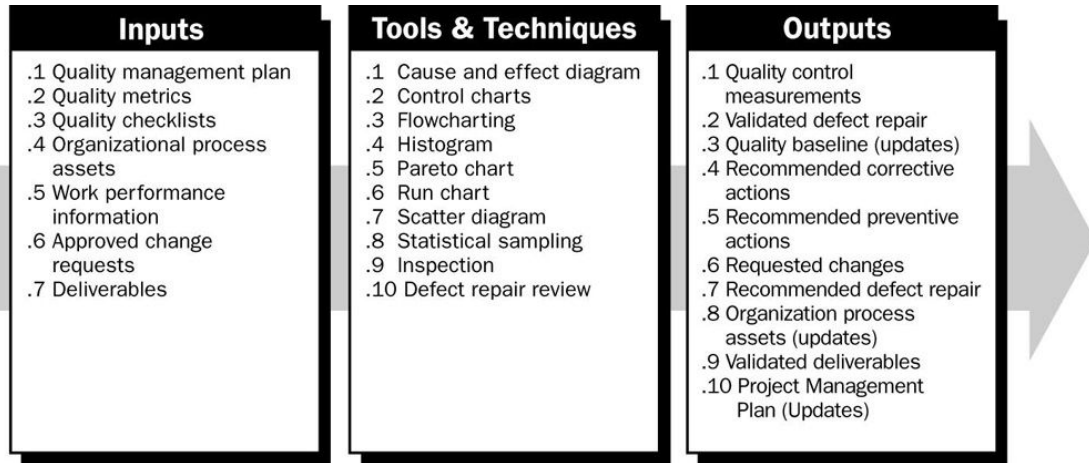 Inputs
.1 Quality management plan
.2 Quality metrics
.3 Quality checklists
.4 Organizational process
assets
.5 Work performance
information
.6 Approved change
requests
.7 Deliverables
Tools & Techniques
.1 Cause and effect diagram
.2 Control charts
.3 Flowcharting
.4 Histogram
.5 Pareto chart
.6 Run chart
.7 Scatter diagram
.8 Statistical sampling
.9 Inspection
.10 Defect repair review
Outputs
.1 Quality control
measurements
.2 Validated defect repair
.3 Quality baseline (updates)
.4 Recommended corrective
actions
.5 Recommended preventive
actions
.6 Requested changes
.7 Recommended defect repair
.8 Organization process
assets (updates)
.9 Validated deliverables
.10 Project Management
Plan (Updates)